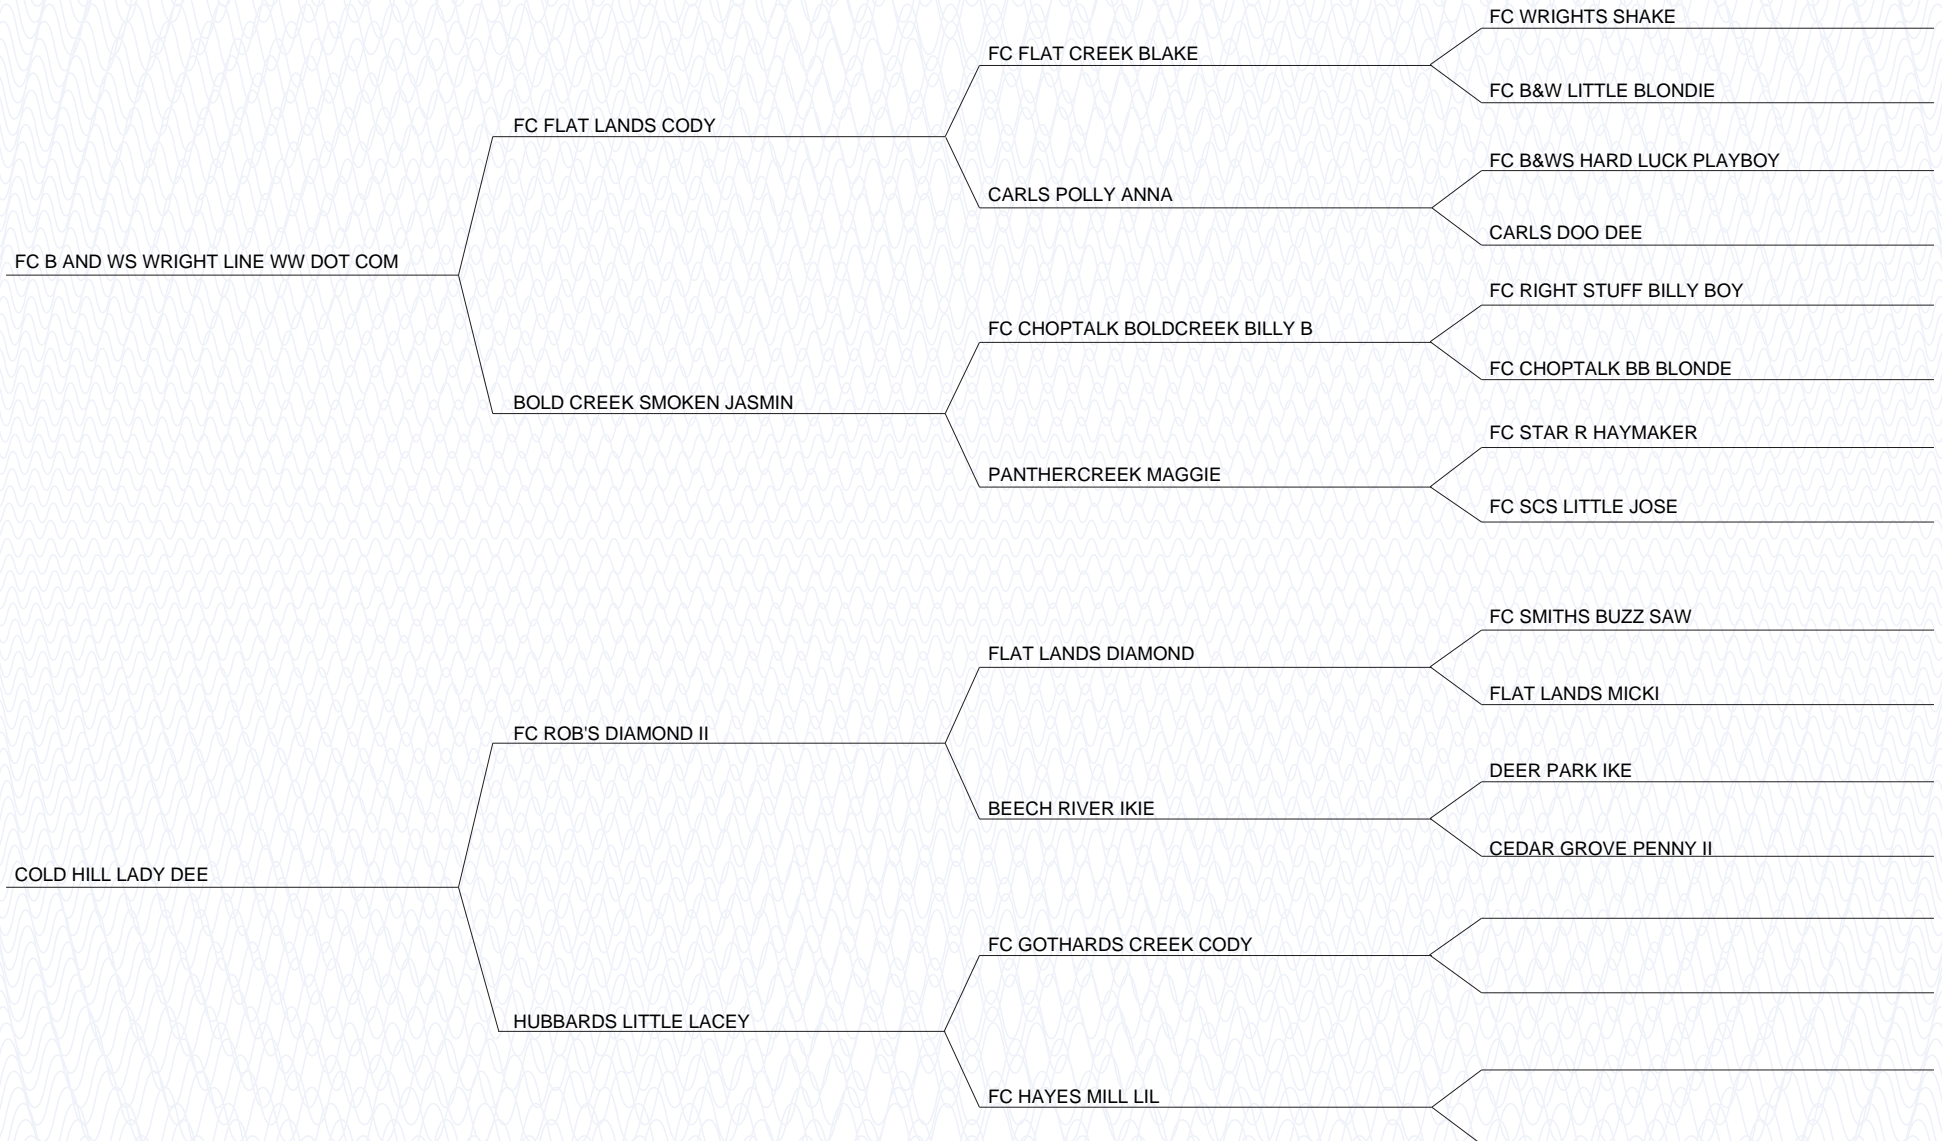 FC WRIGHTS SHAKE
FC FLAT CREEK BLAKE
FC B&W LITTLE BLONDIE
FC FLAT LANDS CODY
FC B&WS HARD LUCK PLAYBOY
CARLS POLLY ANNA
CARLS DOO DEE
FC B AND WS WRIGHT LINE WW DOT COM
FC RIGHT STUFF BILLY BOY
FC CHOPTALK BOLDCREEK BILLY B
FC CHOPTALK BB BLONDE
BOLD CREEK SMOKEN JASMIN
FC STAR R HAYMAKER
PANTHERCREEK MAGGIE
FC SCS LITTLE JOSE
FC SMITHS BUZZ SAW
FLAT LANDS DIAMOND
FLAT LANDS MICKI
FC ROB'S DIAMOND II
DEER PARK IKE
BEECH RIVER IKIE
CEDAR GROVE PENNY II
COLD HILL LADY DEE
FC GOTHARDS CREEK CODY
HUBBARDS LITTLE LACEY
FC HAYES MILL LIL